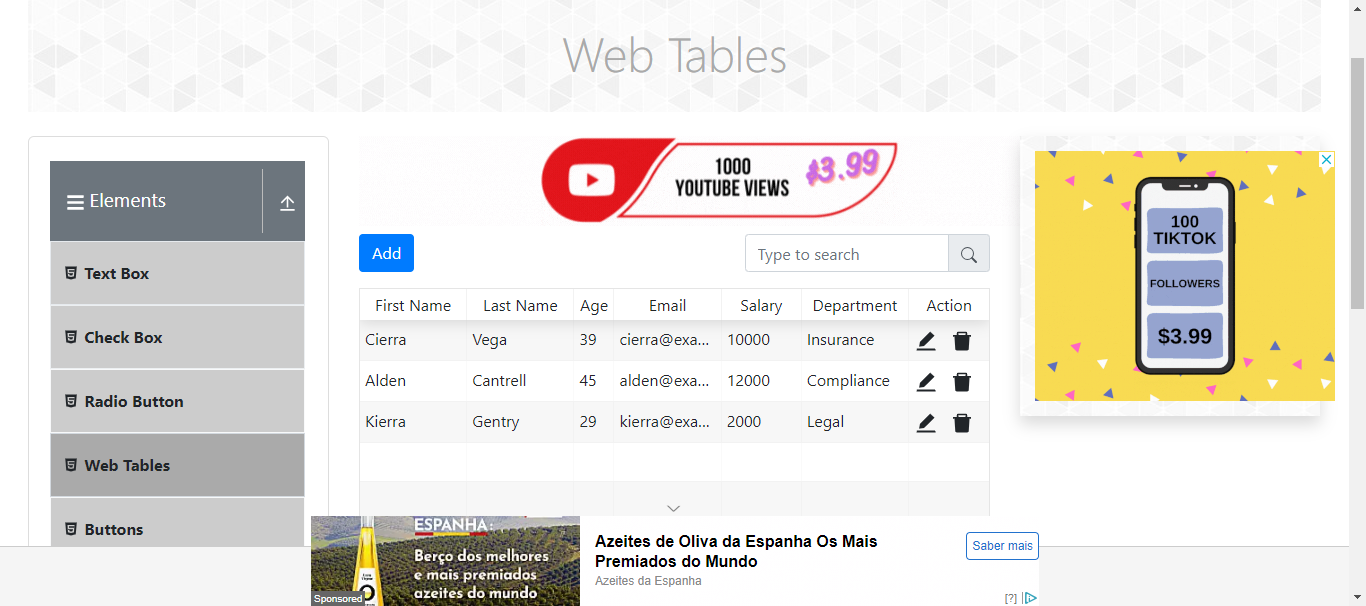 Web Tables
Elements
Text Box
Check Box
Radio Button
Web Tables
Buttons
1000
YOUTUBE VIEWS
$3.99
Add
Type to search
First Name Last Name Age Email Salary Department Action
Cierra Vega 39 cierra@exa... 10000 Insurance
Alden Cantrell 45 alden@exa... 12000 Compliance
Kierra Gentry 29 kierra@exa... 2000 Legal
100
TIKTOK
FOLLOWERS
$3.99
ESPANHA:
Berço dos melhores
e mais premiados
azeites do mundo
Sponsored
Azeites de Oliva da Espanha Os Mais
Premiados do Mundo
Azeites da Espanha
Saber mais
[?]